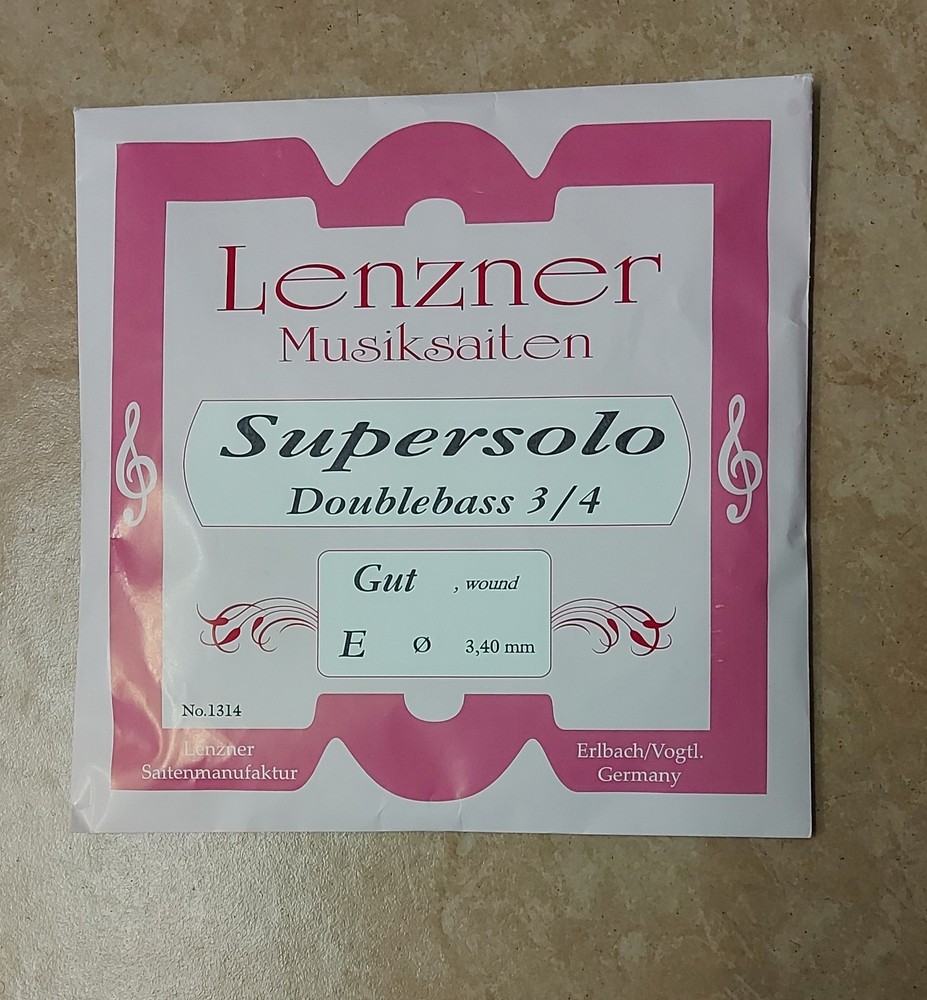 Lenzner
Musiksaiten
Supersolo
Doublebass 3/4
Gut , wound
E Ø 3,40 mm
No.1314
Lenzner
Saitenmanufaktur
Erlbach/Vogtl.
Germany